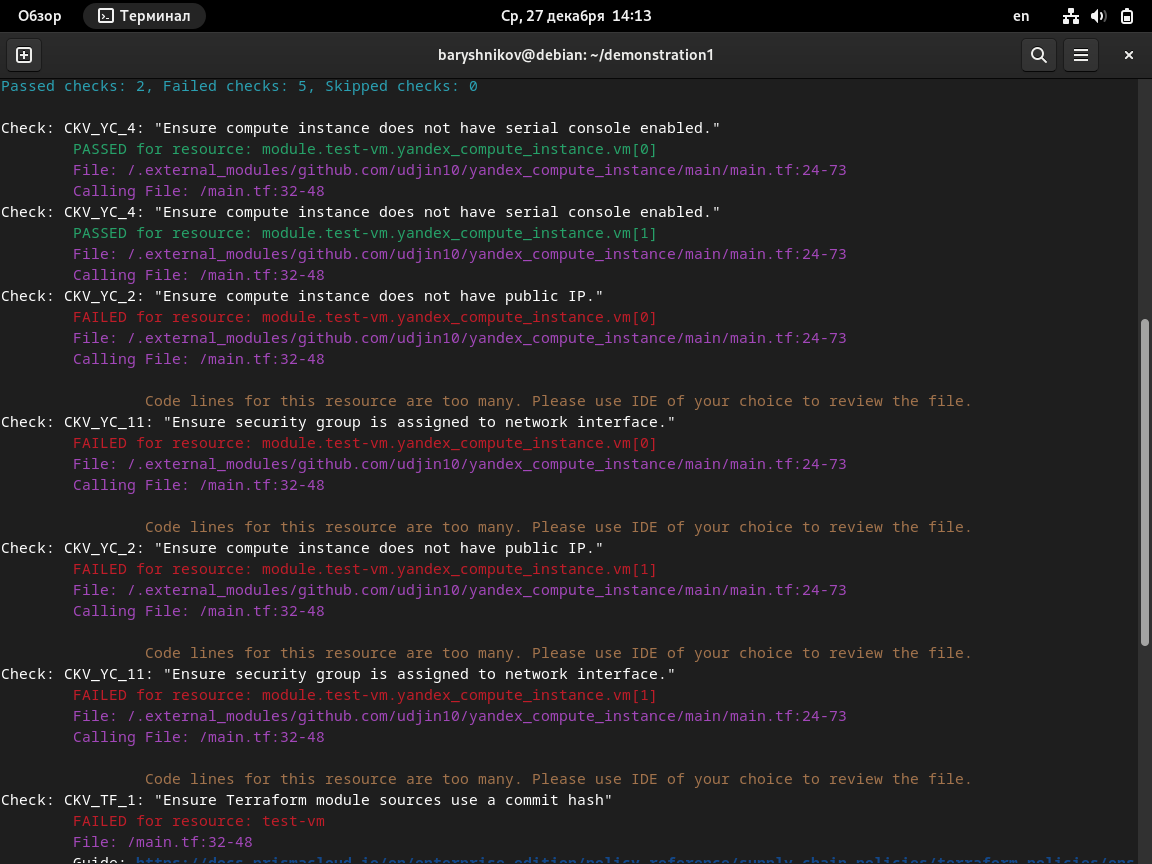 Обзор
Терминал
Ср, 27 декабря 14:13
en
baryshnikov@debian: ~/demonstration1
Passed checks: 2, Failed checks: 5, Skipped checks: 0
Check: CKV_YC_4: "Ensure compute instance does not have serial console enabled."
PASSED for resource: module.test-vm.yandex_compute_instance.vm[0]
File: /.external_modules/github.com/udjin10/yandex_compute_instance/main/main.tf:24-73
Calling File: /main.tf:32-48
Check: CKV_YC_4: "Ensure compute instance does not have serial console enabled."
PASSED for resource: module.test-vm.yandex_compute_instance.vm[1]
File: /.external_modules/github.com/udjin10/yandex_compute_instance/main/main.tf:24-73
Calling File: /main.tf:32-48
Check: CKV_YC_2: "Ensure compute instance does not have public IP."
FAILED for resource: module.test-vm.yandex_compute_instance.vm[0]
File: /.external_modules/github.com/udjin10/yandex_compute_instance/main/main.tf:24-73
Calling File: /main.tf:32-48
Code lines for this resource are too many. Please use IDE of your choice to review the file.
Check: CKV_YC_11: "Ensure security group is assigned to network interface."
FAILED for resource: module.test-vm.yandex_compute_instance.vm[0]
File: /.external_modules/github.com/udjin10/yandex_compute_instance/main/main.tf:24-73
Calling File: /main.tf:32-48
Code lines for this resource are too many. Please use IDE of your choice to review the file.
Check: CKV_YC_2: "Ensure compute instance does not have public IP."
FAILED for resource: module.test-vm.yandex_compute_instance.vm[1]
File: /.external_modules/github.com/udjin10/yandex_compute_instance/main/main.tf:24-73
Calling File: /main.tf:32-48
Code lines for this resource are too many. Please use IDE of your choice to review the file.
Check: CKV_YC_11: "Ensure security group is assigned to network interface."
FAILED for resource: module.test-vm.yandex_compute_instance.vm[1]
File: /.external_modules/github.com/udjin10/yandex_compute_instance/main/main.tf:24-73
Calling File: /main.tf:32-48
Code lines for this resource are too many. Please use IDE of your choice to review the file.
Check: CKV_TF_1: "Ensure Terraform module sources use a commit hash"
FAILED for resource: test-vm
File: /main.tf:32-48
Guide: